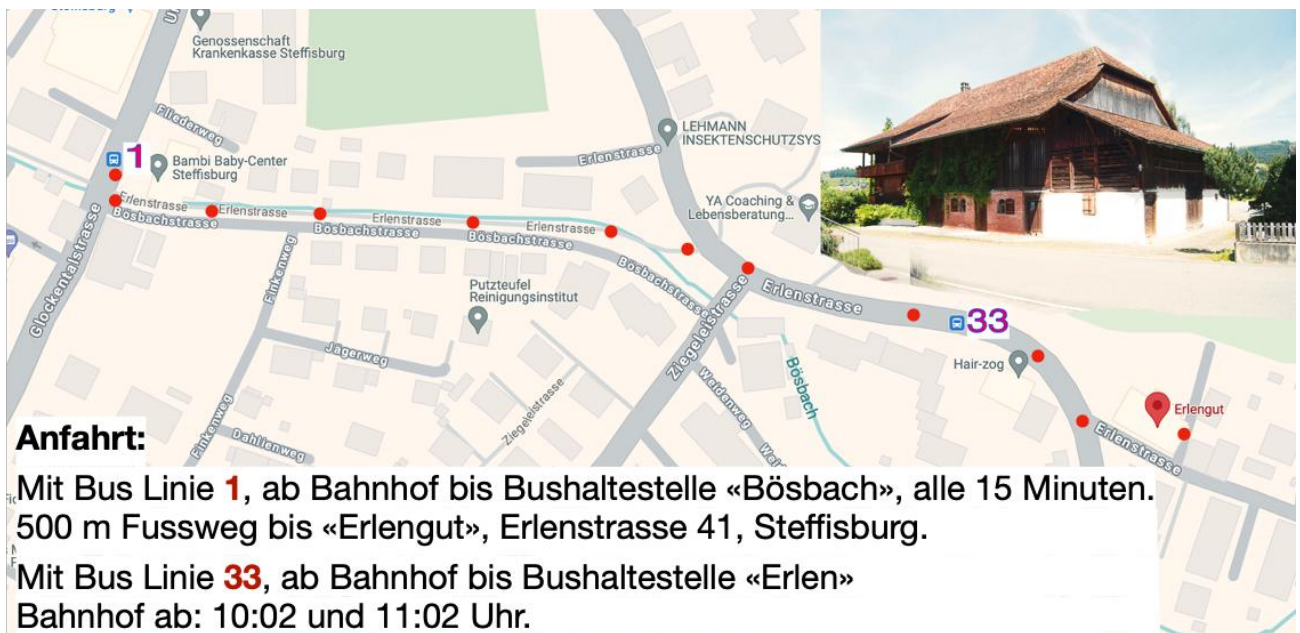 Genossenschaft
Krankenkasse Steffisburg
Fliederweg
1
Bambi Baby-Center
Steffisburg
LEHMANN
INSEKTENSCHUTZSYS
Erlenstrasse
YA Coaching &
Lebensberatung...
Erlenstrasse
Erlenstrasse
Erlenstrasse
Erlenstrasse
Bösbachstrasse
Bösbachstrasse
Bösbachstrasse
Bösbachstrasse
Glockentalstrasse
Finkenweg
Putzteufel
Reinigungsinstitut
Erlenstrasse
33
Ziegeleistrasse
Jägerweg
Hair-zog
Bösbach
Weidenweg
Ziegeleistrasse
Erlengut
Finkenweg
Dahlienweg
Erlenstrasse
Anfahrt:
Mit Bus Linie 1, ab Bahnhof bis Bushaltestelle «Bösbach», alle 15 Minuten.
500 m Fussweg bis «Erlengut», Erlenstrasse 41, Steffisburg.
Mit Bus Linie 33, ab Bahnhof bis Bushaltestelle «Erlen»
Bahnhof ab: 10:02 und 11:02 Uhr.